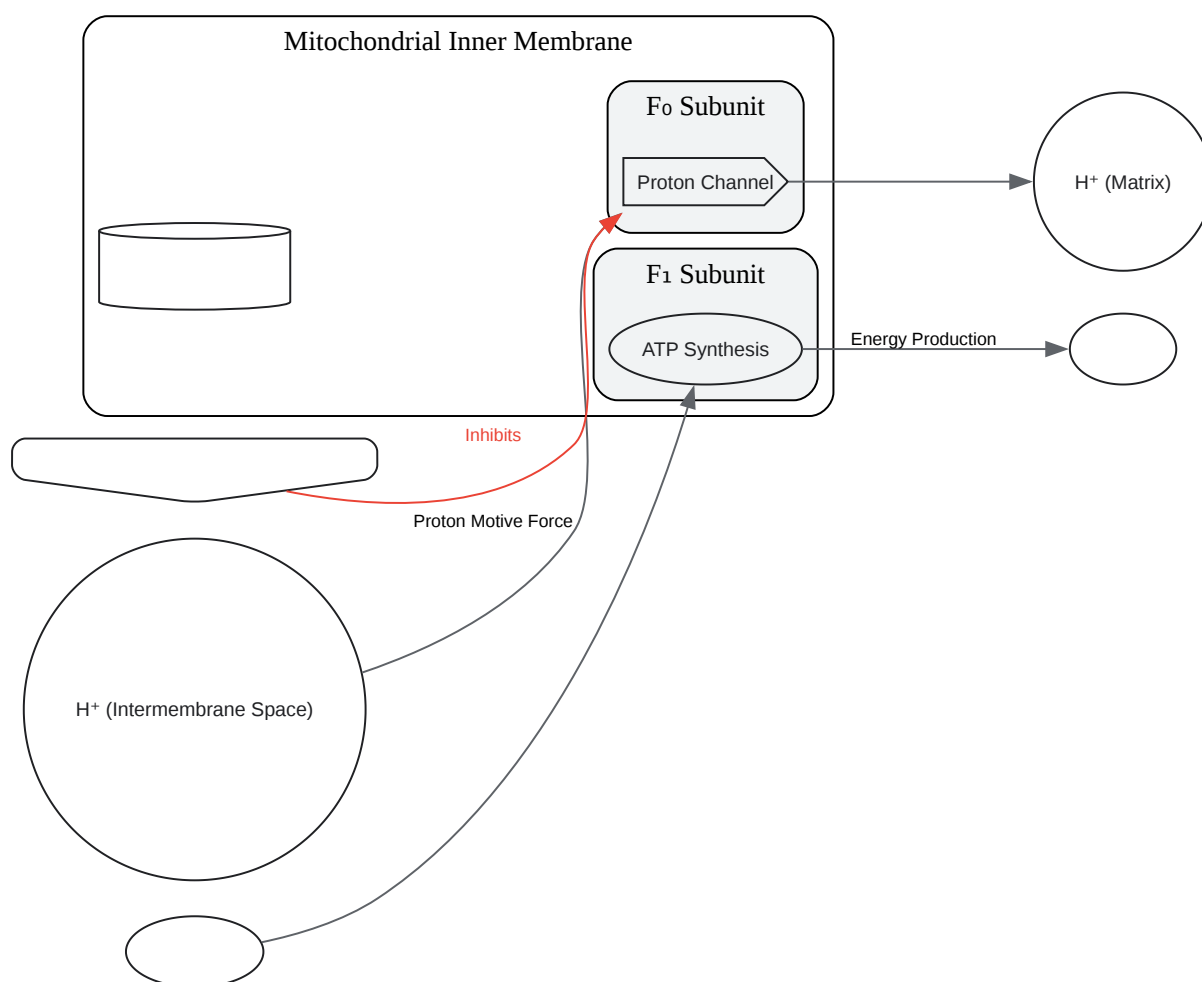 Mitochondrial Inner Membrane
F₀ Subunit
Proton Channel
H⁺ (Matrix)
F₁ Subunit
ATP Synthesis
Energy Production
Inhibits
Proton Motive Force
H⁺ (Intermembrane Space)